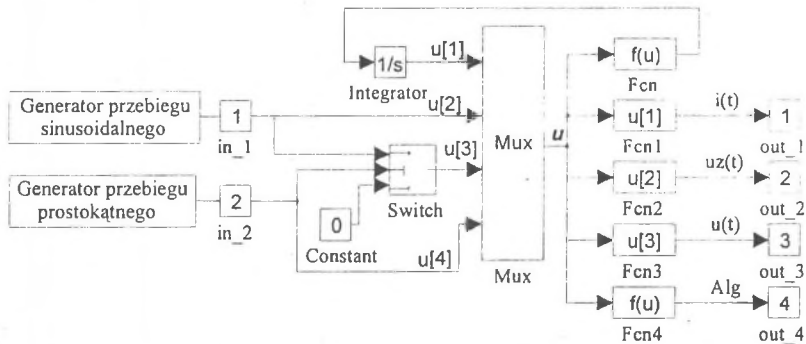 1/s
Integrator
u[1]
f(u)
Fcn
Generator przebiegu
sinusoidalnego
1
in_1
u[2]
u[1]
Fcn1
i(t)
1
out_1
Mux
u
u[3]
Switch
u[2]
Fcn2
uz(t)
2
out_2
Generator przebiegu
prostokątnego
2
in_2
0
Constant
u[4]
Mux
u[3]
Fcn3
u(t)
3
out_3
f(u)
Fcn4
Alg
4
out_4